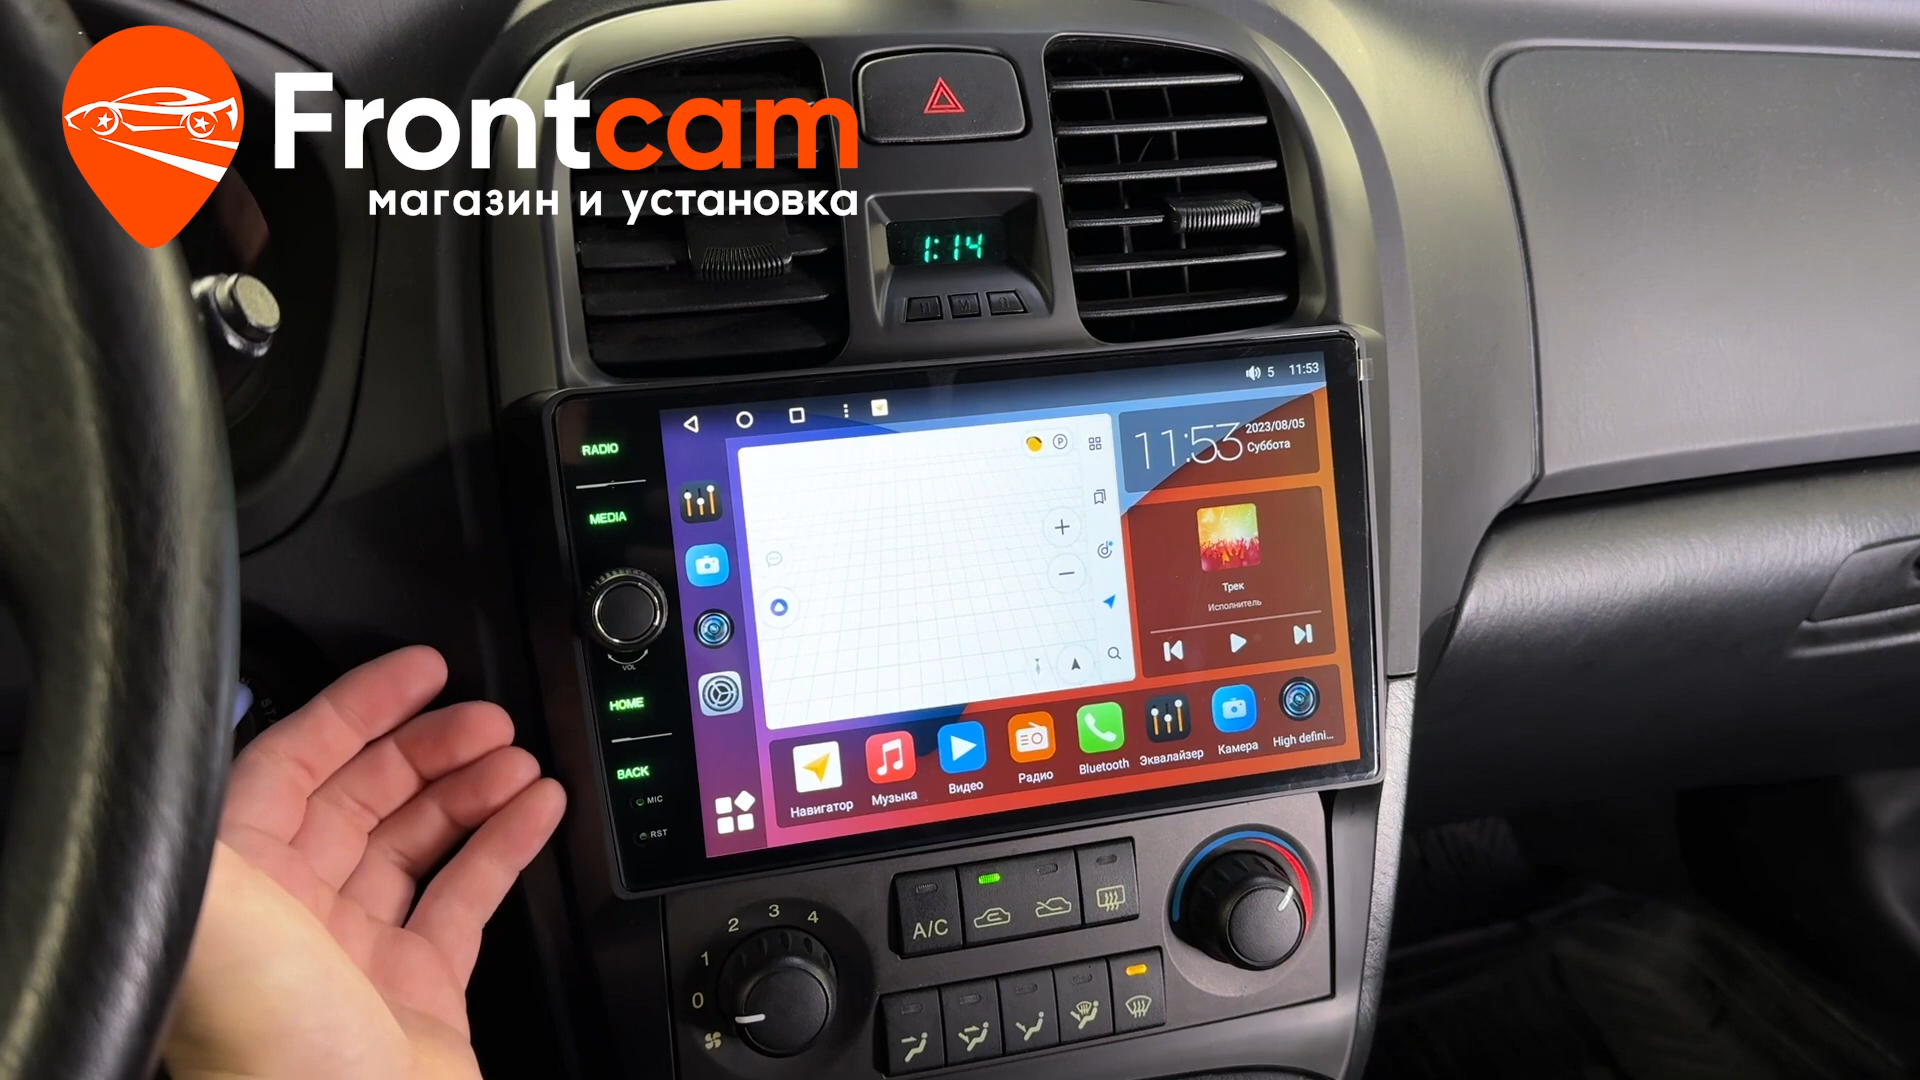 Frontcam
магазин и установка
1:14
H
M
RADIO
MEDIA
VOL
HOME
BACK
MIC
RST
5 11:53
P
11:53
2023/08/05
Суббота
Трек
Исполнитель
Навигатор
Музыка
Видео
Радио
Bluetooth
Эквалайзер
Камера
High defini...
A/C
0
1
2
3
4